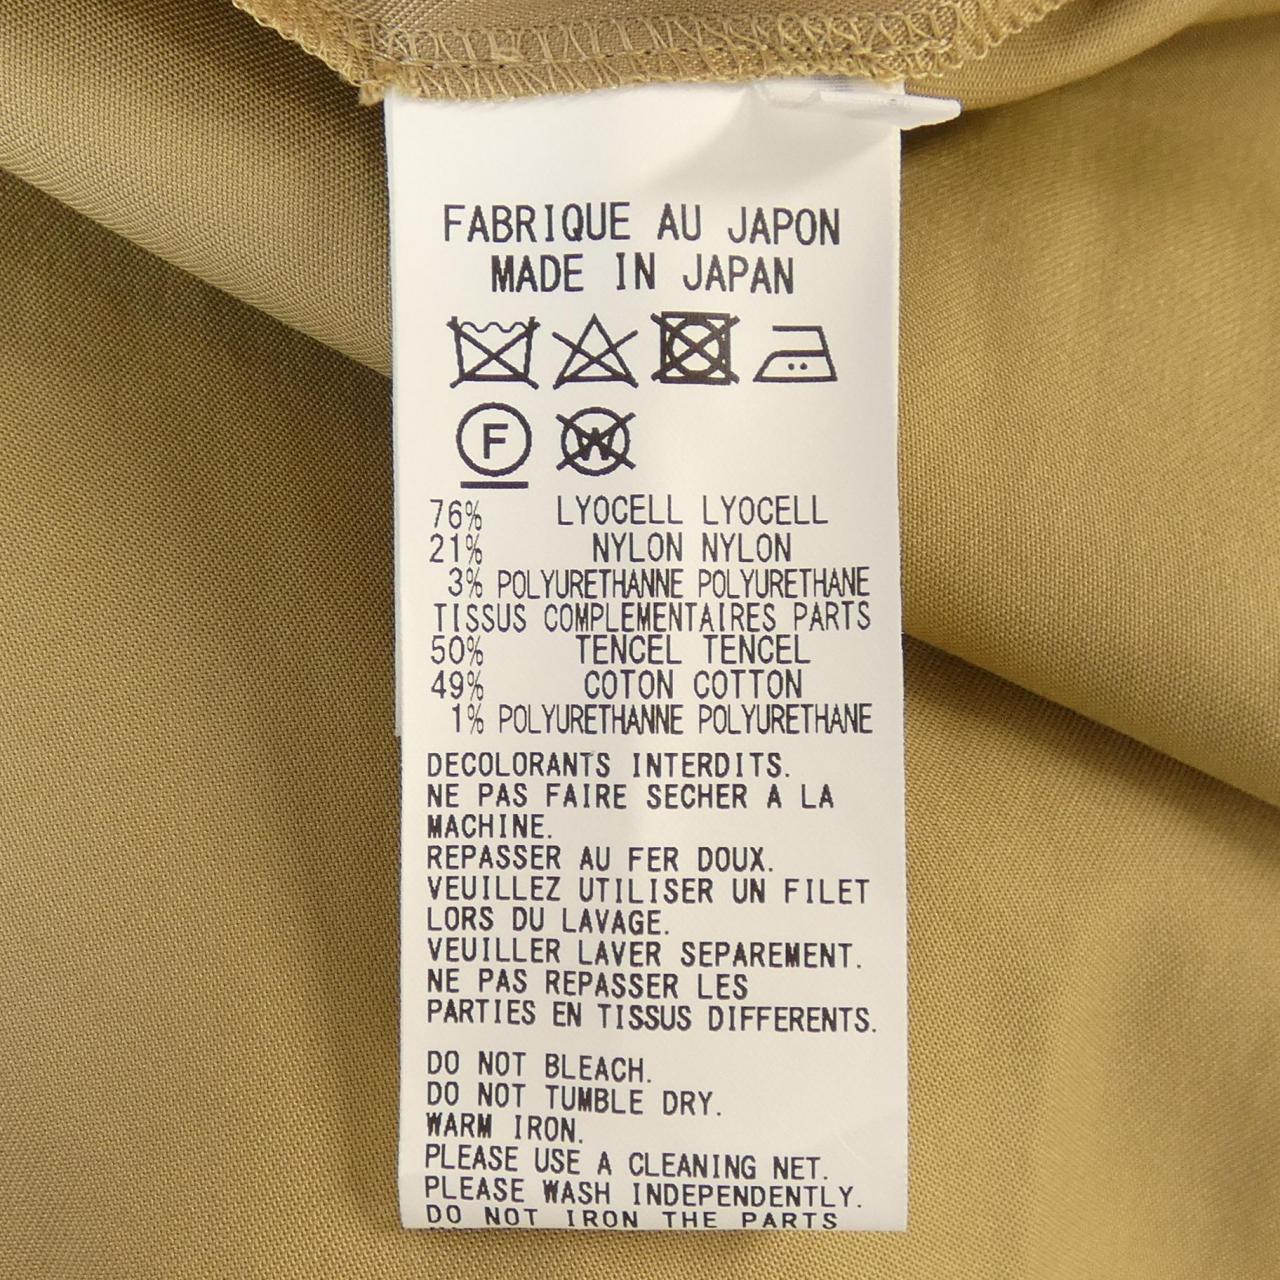 FABRIQUE AU JAPON
MADE IN JAPAN
F W
76% LYOCELL LYOCELL
21% NYLON NYLON
3% POLYURETHANNE POLYURETHANE
TISSUS COMPLEMENTAIRES PARTS
50% TENCEL TENCEL
49% COTON COTTON
1% POLYURETHANNE POLYURETHANE
DECOLORANTS INTERDITS.
NE PAS FAIRE SECHER A LA
MACHINE.
REPASSER AU FER DOUX.
VEUILLEZ UTILISER UN FILET
LORS DU LAVAGE.
VEUILLER LAVER SEPAREMENT.
NE PAS REPASSER LES
PARTIES EN TISSUS DIFFERENTS.
DO NOT BLEACH.
DO NOT TUMBLE DRY.
WARM IRON.
PLEASE USE A CLEANING NET.
PLEASE WASH INDEPENDENTLY.
DO NOT IRON THE PARTS